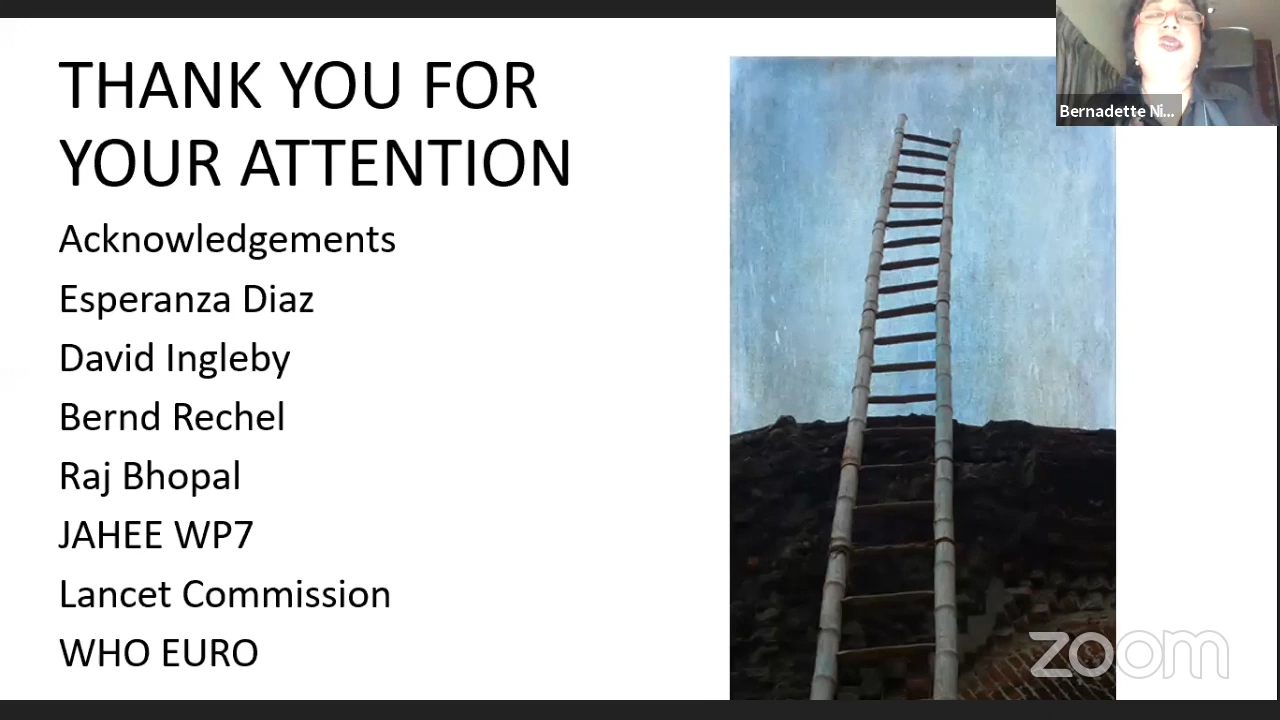 THANK YOU FOR
YOUR ATTENTION
Acknowledgements
Esperanza Diaz
David Ingleby
Bernd Rechel
Raj Bhopal
JAHEE WP7
Lancet Commission
WHO EURO
Bernadette Ni...
zoom